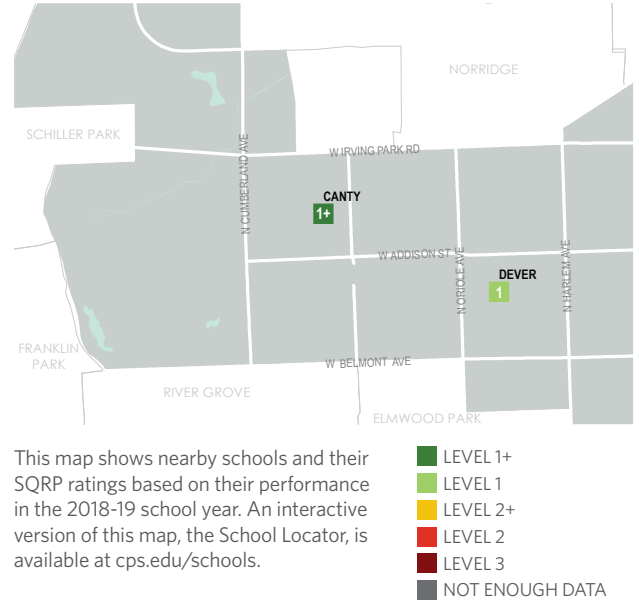 NORRIDGE
SCHILLER PARK
N CUMBERLAND AVE
W IRVING PARK RD
CANTY
1+
W ADDISON ST
N ORIOLE AVE
DEVER
1
N HARLEM AVE
FRANKLIN
PARK
W BELMONT AVE
RIVER GROVE
ELMWOOD PARK
This map shows nearby schools and their
SQRP ratings based on their performance
in the 2018-19 school year. An interactive
version of this map, the School Locator, is
available at cps.edu/schools.
LEVEL 1+
LEVEL 1
LEVEL 2+
LEVEL 2
LEVEL 3
NOT ENOUGH DATA